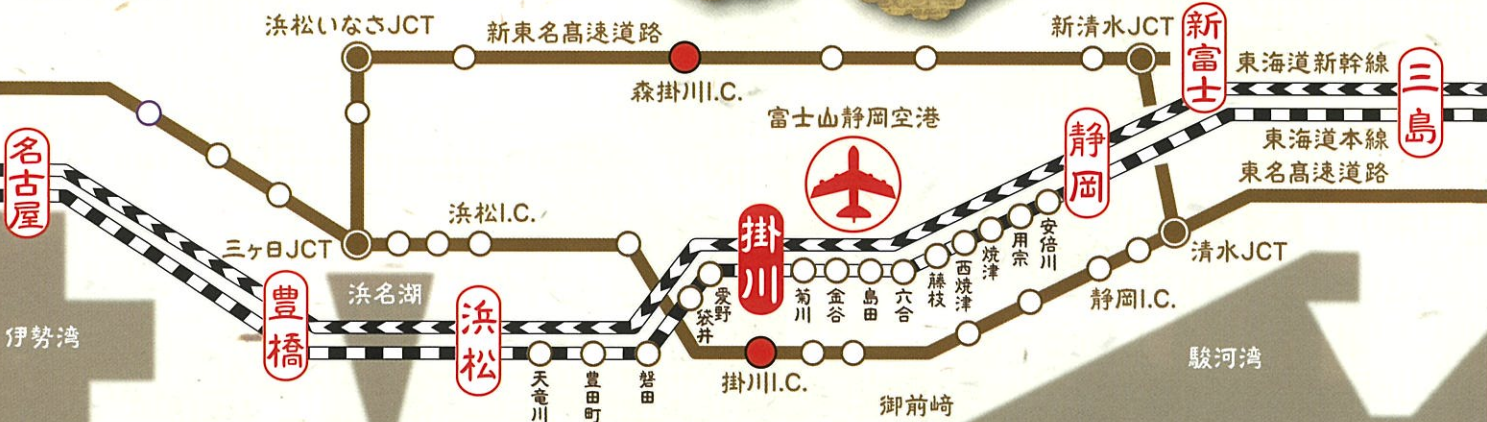 浜松いなさJCT
新東名髙速道路
新清水JCT
新富士
東海道新幹線
三島
森掛川I.C.
富士山静岡空港
静岡
東海道本線
東名髙速道路
名古屋
三ヶ日JCT
浜松I.C.
掛川
安倍川
用宗
焼津
西焼津
藤枝
六合
島田
金谷
菊川
愛野
袋井
清水JCT
静岡I.C.
浜名湖
豊橋
浜松
伊勢湾
駿河湾
天竜川
豊田町
磐田
掛川I.C.
御前崎